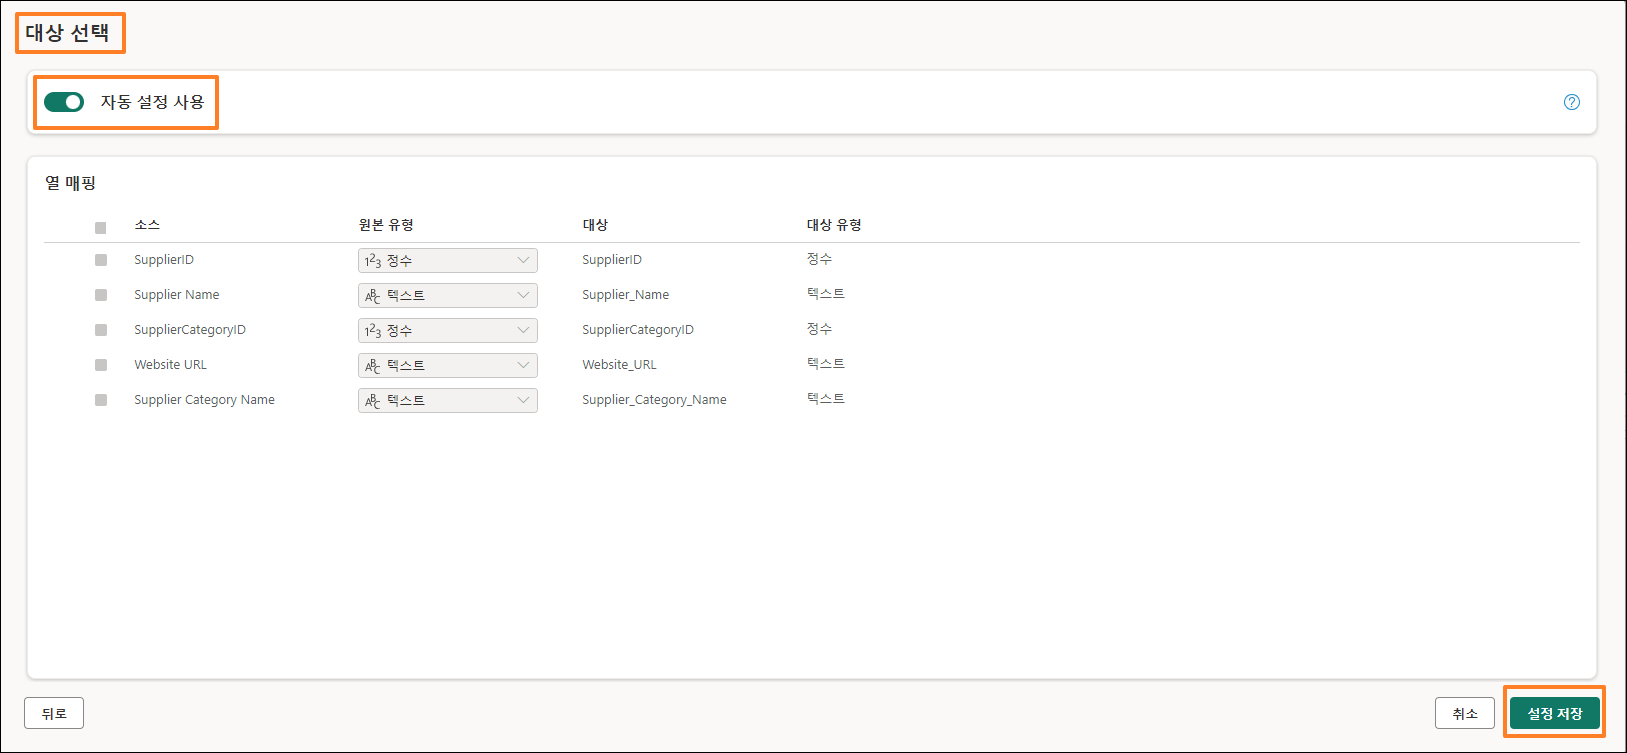 대상 선택
자동 설정 사용
?
열 매핑
소스 원본 유형 대상 대상 유형
SupplierID 123 정수 SupplierID 정수
Supplier Name ABC 텍스트 Supplier_Name 텍스트
SupplierCategoryID 123 정수 SupplierCategoryID 정수
Website URL ABC 텍스트 Website_URL 텍스트
Supplier Category Name ABC 텍스트 Supplier_Category_Name 텍스트
뒤로 취소 설정 저장